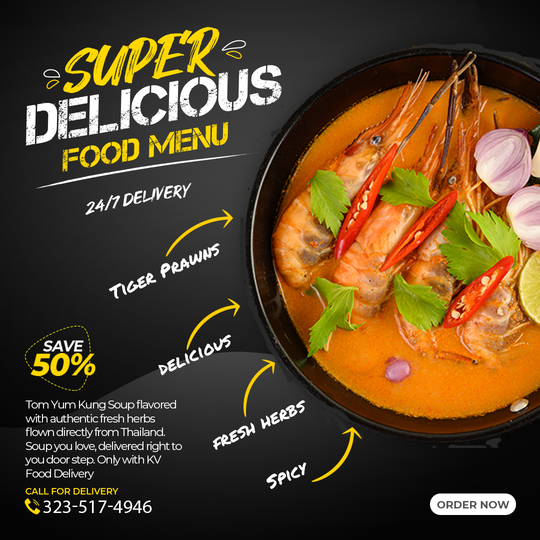 SUPER
DELICIOUS
FOOD MENU
24/7 DELIVERY
TIGER PRAWNS
DELICIOUS
FRESH HERBS
SPICY
SAVE
50%
Tom Yum Kung Soup flavored
with authentic fresh herbs
flown directly from Thailand.
Soup you love, delivered right to
you door step. Only with KV
Food Delivery
CALL FOR DELIVERY
323-517-4946
ORDER NOW